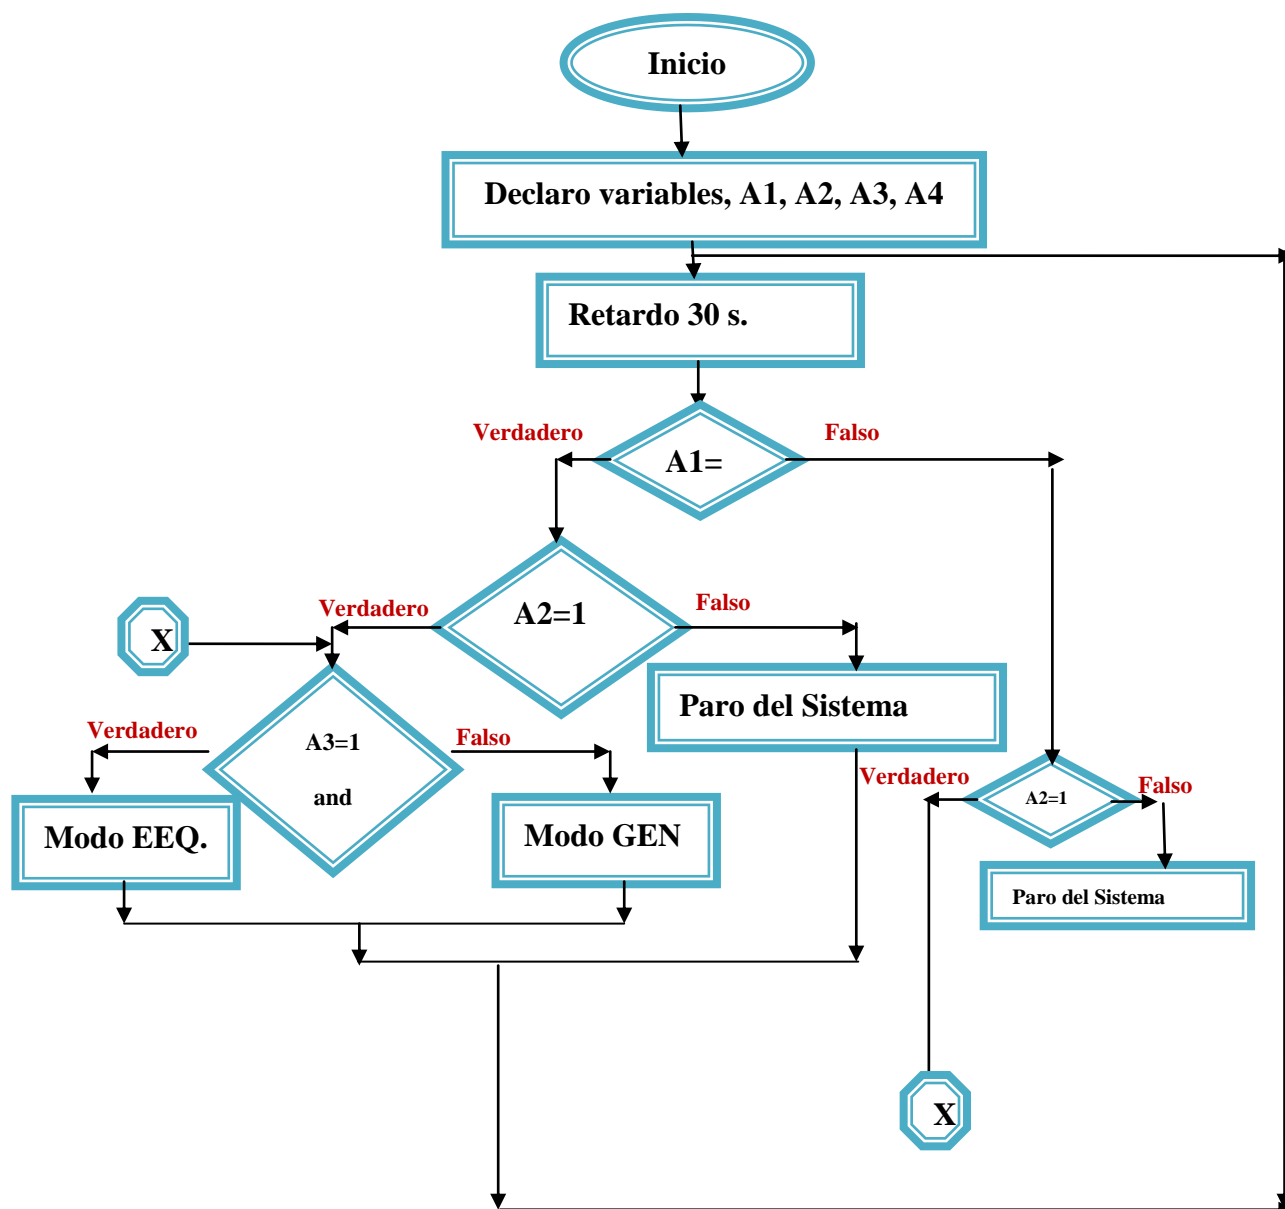 Inicio
Declaro variables, A1, A2, A3, A4
Retardo 30 s.
Verdadero
Falso
A1=
Verdadero
A2=1
Falso
X
Paro del Sistema
Verdadero
A3=1
and
Falso
Verdadero
A2=1
Falso
Modo EEQ.
Modo GEN
Paro del Sistema
X